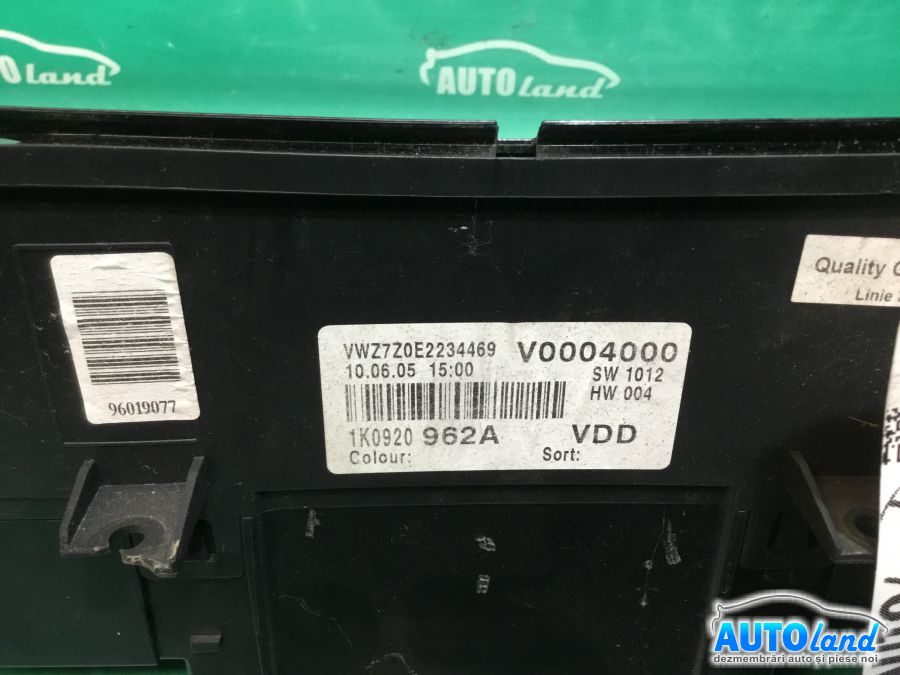 AUTOland
AUTOland
Quality
Linie
VWZ7Z0E2234469 V0004000
10.06.05 15:00 SW 1012
HW 004
96019077
1K0920 962A VDD
Colour: Sort:
AUTOland
dezmembrări auto și piese noi